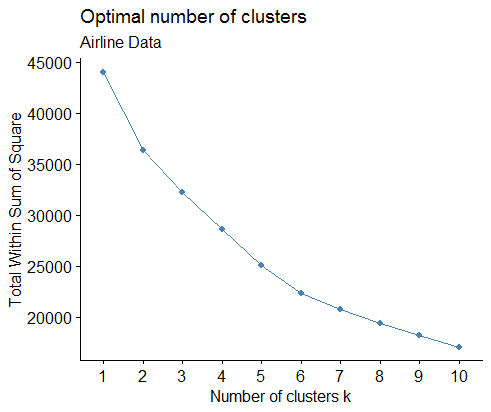 Optimal number of clusters
Airline Data
Total Within Sum of Square
45000
40000
35000
30000
25000
20000
1 2 3 4 5 6 7 8 9 10
Number of clusters k